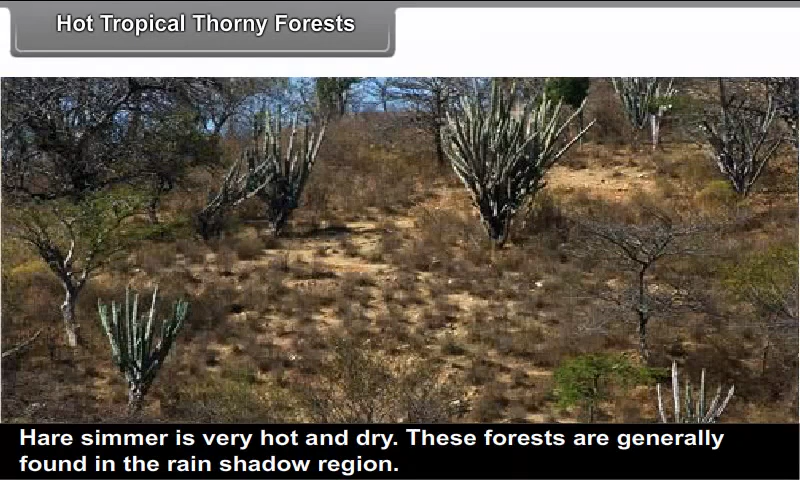 Hot Tropical Thorny Forests
Hare simmer is very hot and dry. These forests are generally
found in the rain shadow region.